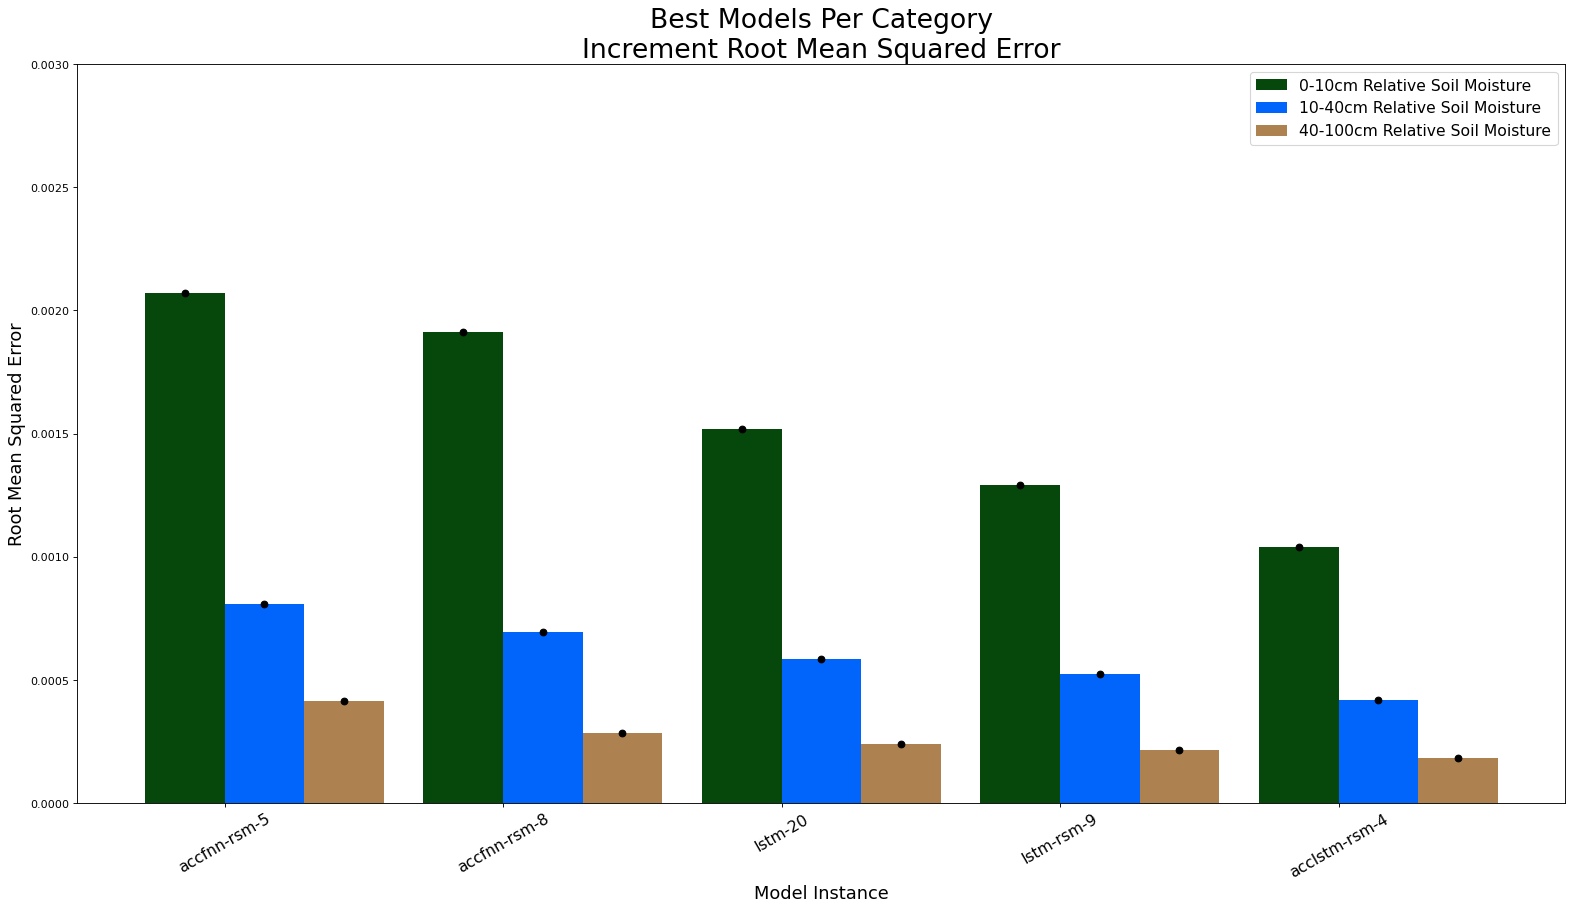 Best Models Per Category
Increment Root Mean Squared Error
0-10cm Relative Soil Moisture
10-40cm Relative Soil Moisture
40-100cm Relative Soil Moisture
Root Mean Squared Error
0.0030
0.0025
0.0020
0.0015
0.0010
0.0005
0.0000
accfnn-rsm-5
accfnn-rsm-8
lstm-20
lstm-rsm-9
acclstm-rsm-4
Model Instance